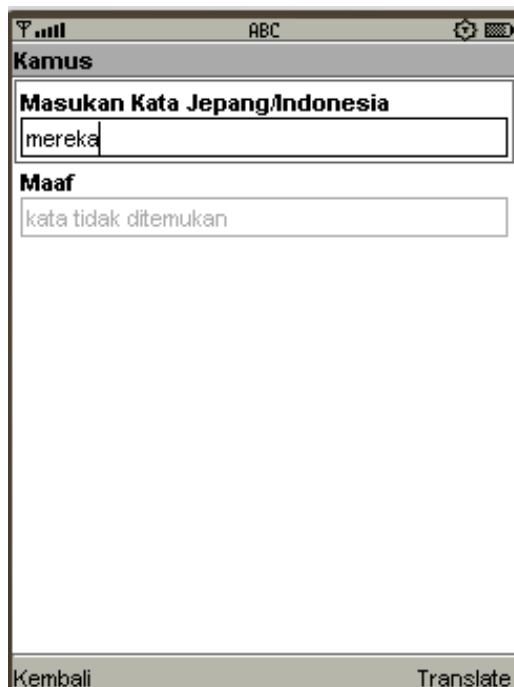 ABC
Kamus
Masukan Kata Jepang/Indonesia
mereka
Maaf
kata tidak ditemukan
Kembali Translate